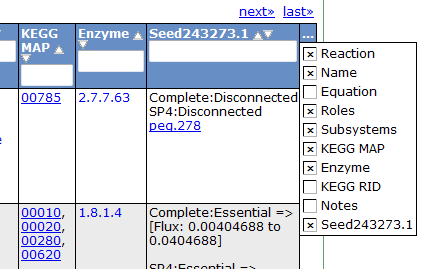 next» last»
KEGG MAP
Enzyme
Seed243273.1
...
00785
2.7.7.63
Complete:Disconnected
SP4:Disconnected
peg.278
00010,
00020,
00280,
00620
1.8.1.4
Complete:Essential =>
[Flux: 0.00404688 to
0.0404688]
SP4:Essential =>
Reaction
Name
Equation
Roles
Subsystems
KEGG MAP
Enzyme
KEGG RID
Notes
Seed243273.1